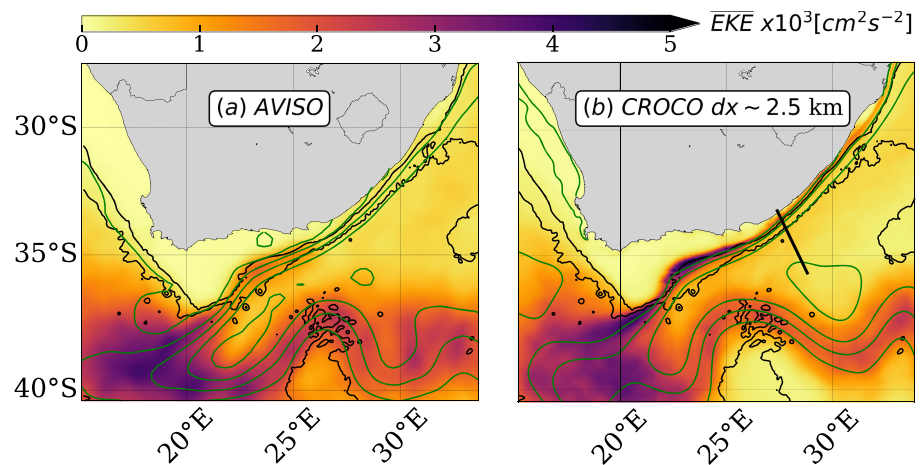 EKE x10³[cm²s⁻²]
0 1 2 3 4 5
(a) AVISO
(b) CROCO dx ~ 2.5 km
30°S
35°S
40°S
20°E 25°E 30°E 20°E 25°E 30°E